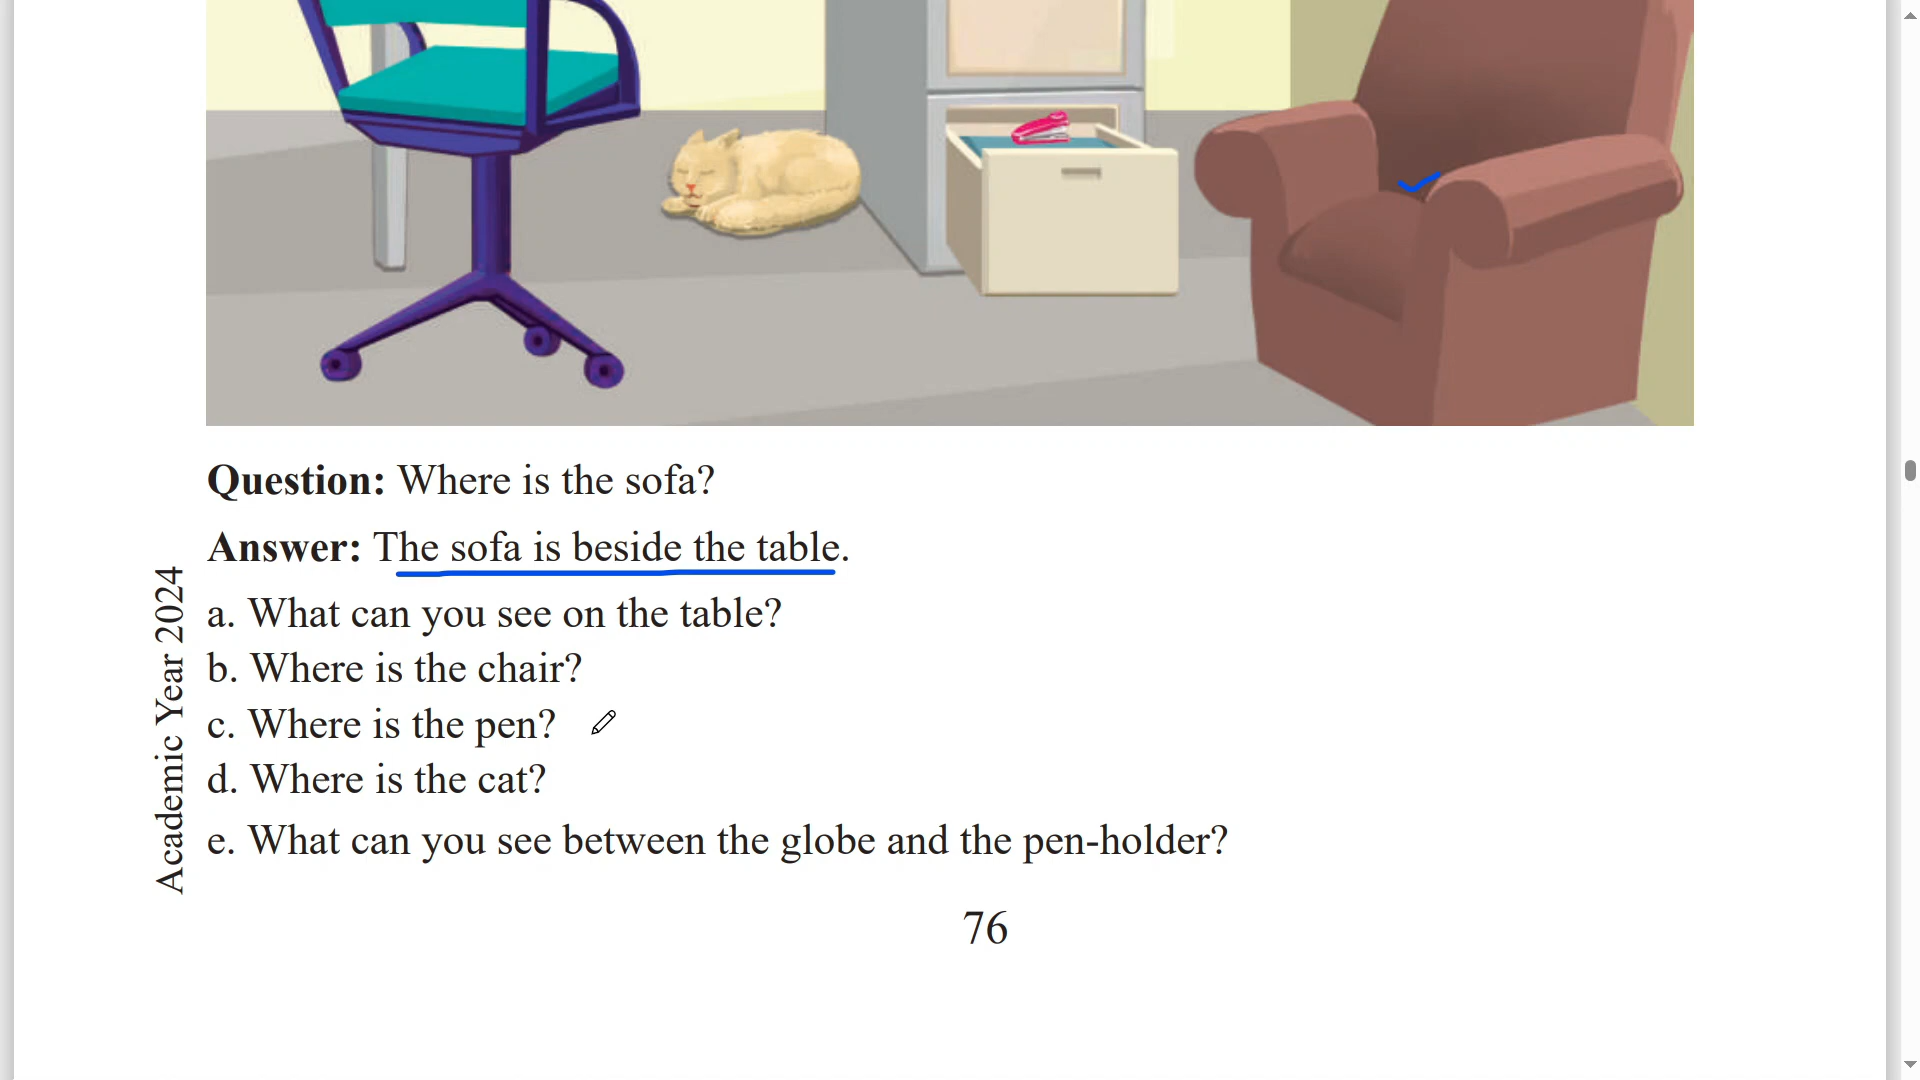 Question: Where is the sofa?
Answer: The sofa is beside the table.
a. What can you see on the table?
b. Where is the chair?
c. Where is the pen?
d. Where is the cat?
e. What can you see between the globe and the pen-holder?
Academic Year 2024
76